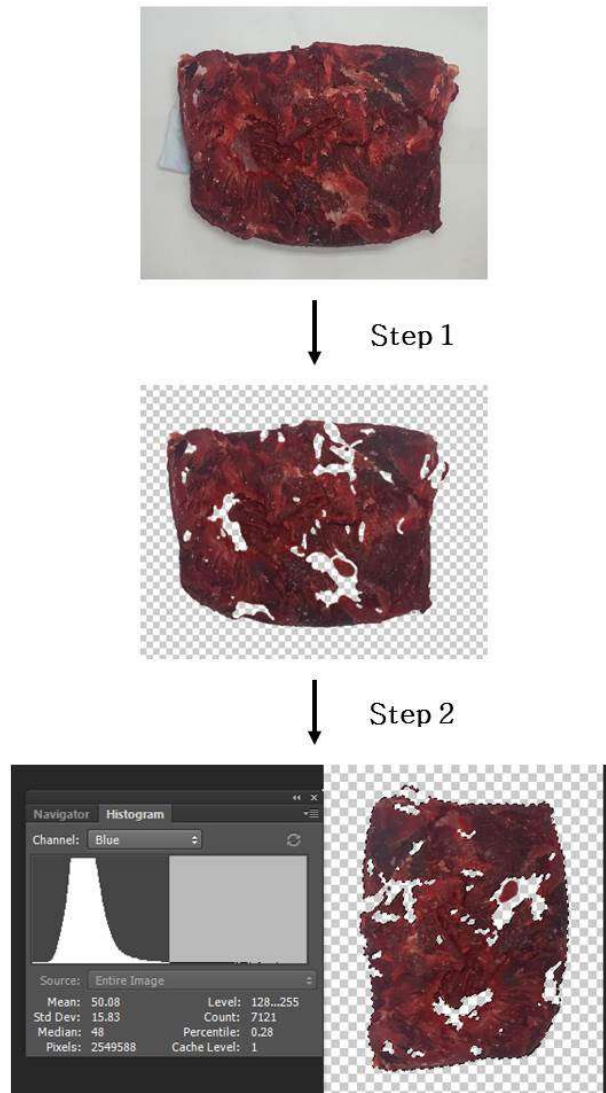 Step 1
Step 2
Navigator Histogram
Channel: Blue
Source: Entire Image
Mean: 50.08 Level: 128...255
Std Dev: 15.83 Count: 7121
Median: 48 Percentile: 0.28
Pixels: 2549588 Cache Level: 1